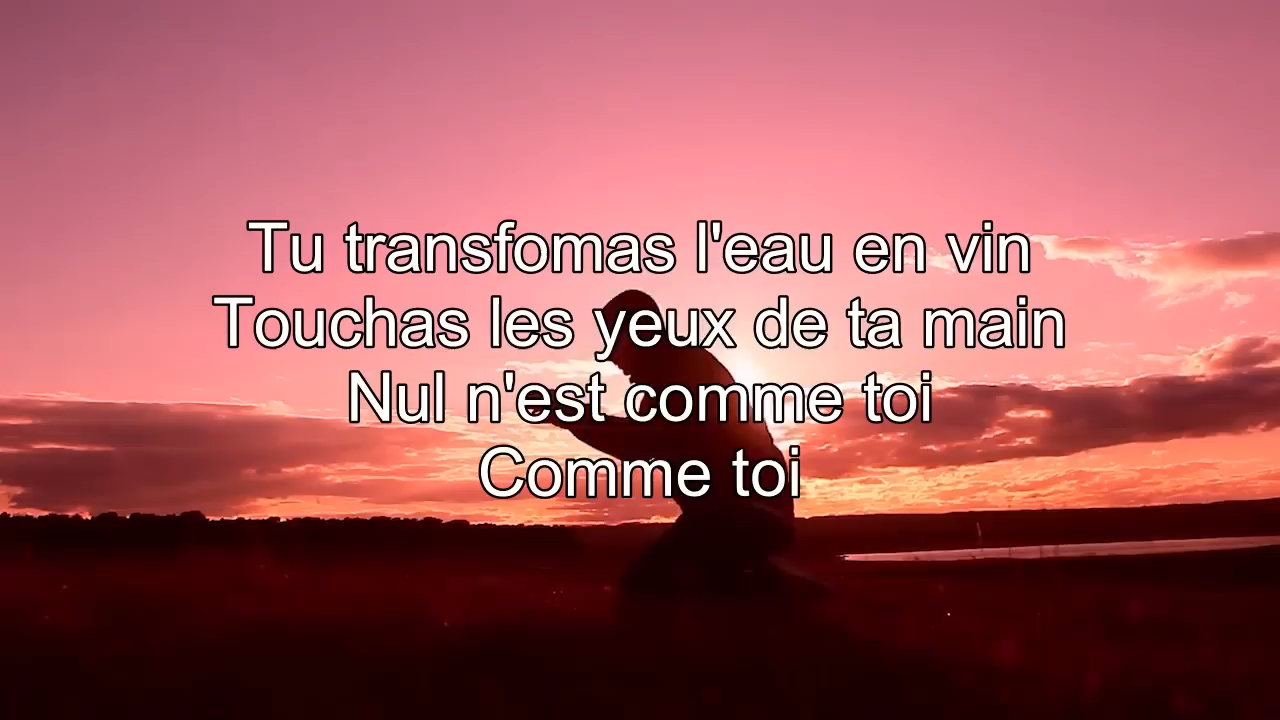 Tu transfomas l'eau en vin
Touchas les yeux de ta main
Nul n'est comme toi
Comme toi